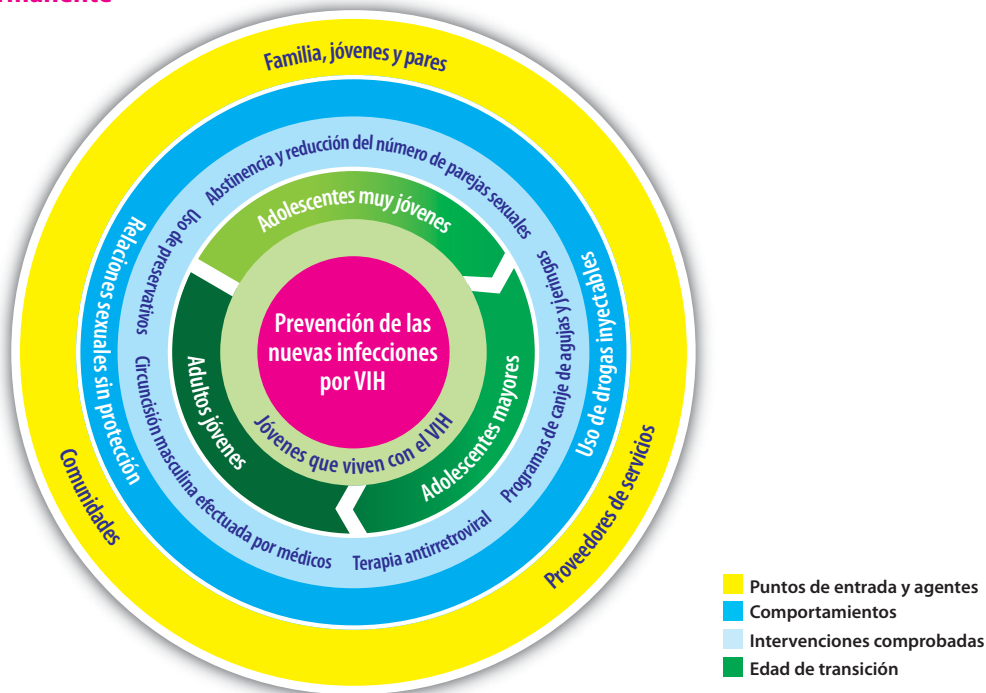 Familia, jóvenes y pares
Relaciones sexuales sin protección
Uso de drogas inyectables
Comunidades
Proveedores de servicios
Abstinencia y reducción del número de parejas sexuales
Uso de preservativos
Programas de canje de agujas y jeringas
Circuncisión masculina efectuada por médicos
Terapia antirretroviral
Adolescentes muy jóvenes
Adultos jóvenes
Adolescentes mayores
Prevención de las
nuevas infecciones
por VIH
Jóvenes que viven con el VIH
Puntos de entrada y agentes
Comportamientos
Intervenciones comprobadas
Edad de transición